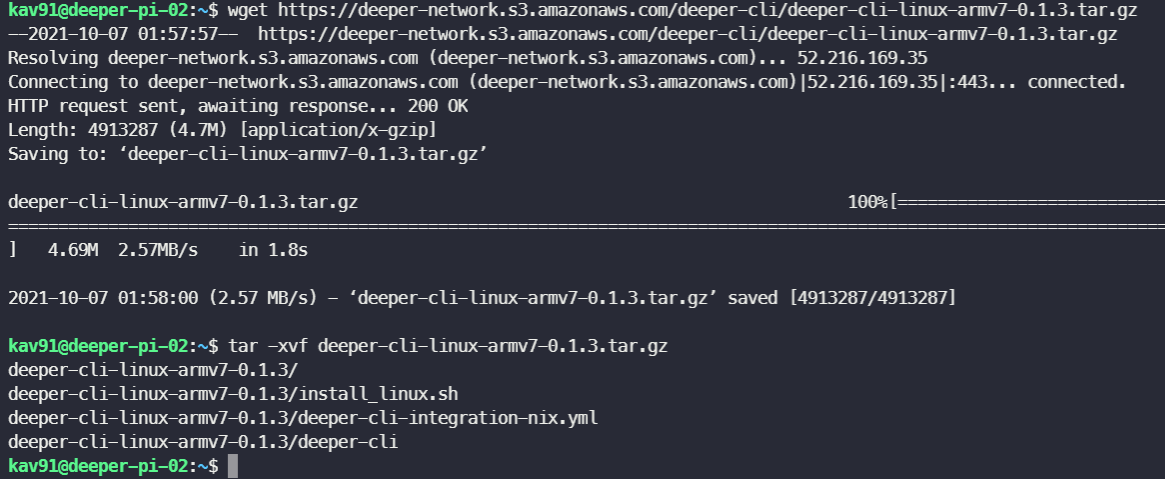 kav91@deeper-pi-02:~$ wget https://deeper-network.s3.amazonaws.com/deeper-cli/deeper-cli-linux-armv7-0.1.3.tar.gz
--2021-10-07 01:57:57--  https://deeper-network.s3.amazonaws.com/deeper-cli/deeper-cli-linux-armv7-0.1.3.tar.gz
Resolving deeper-network.s3.amazonaws.com (deeper-network.s3.amazonaws.com)... 52.216.169.35
Connecting to deeper-network.s3.amazonaws.com (deeper-network.s3.amazonaws.com)|52.216.169.35|:443... connected.
HTTP request sent, awaiting response... 200 OK
Length: 4913287 (4.7M) [application/x-gzip]
Saving to: ‘deeper-cli-linux-armv7-0.1.3.tar.gz’
deeper-cli-linux-armv7-0.1.3.tar.gz 100%[===========================
====================================================================================================================
]   4.69M  2.57MB/s    in 1.8s
2021-10-07 01:58:00 (2.57 MB/s) - ‘deeper-cli-linux-armv7-0.1.3.tar.gz’ saved [4913287/4913287]
kav91@deeper-pi-02:~$ tar -xvf deeper-cli-linux-armv7-0.1.3.tar.gz
deeper-cli-linux-armv7-0.1.3/
deeper-cli-linux-armv7-0.1.3/install_linux.sh
deeper-cli-linux-armv7-0.1.3/deeper-cli-integration-nix.yml
deeper-cli-linux-armv7-0.1.3/deeper-cli
kav91@deeper-pi-02:~$